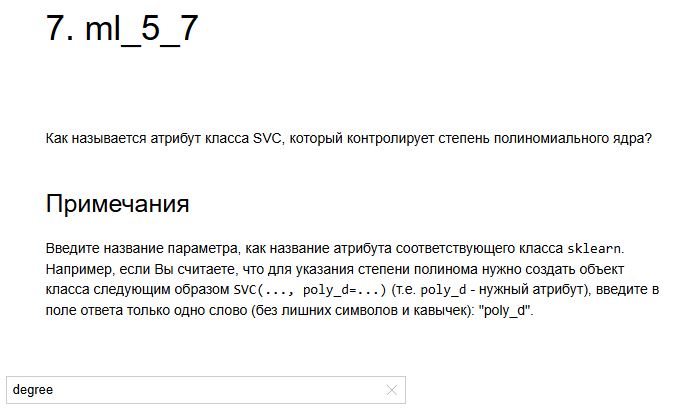 7. ml_5_7
Как называется атрибут класса SVC, который контролирует степень полиномиального ядра?
Примечания
Введите название параметра, как название атрибута соответствующего класса sklearn.
Например, если Вы считаете, что для указания степени полинома нужно создать объект
класса следующим образом SVC(..., poly_d=...) (т.е. poly_d - нужный атрибут), введите в
поле ответа только одно слово (без лишних символов и кавычек): "poly_d".
degree